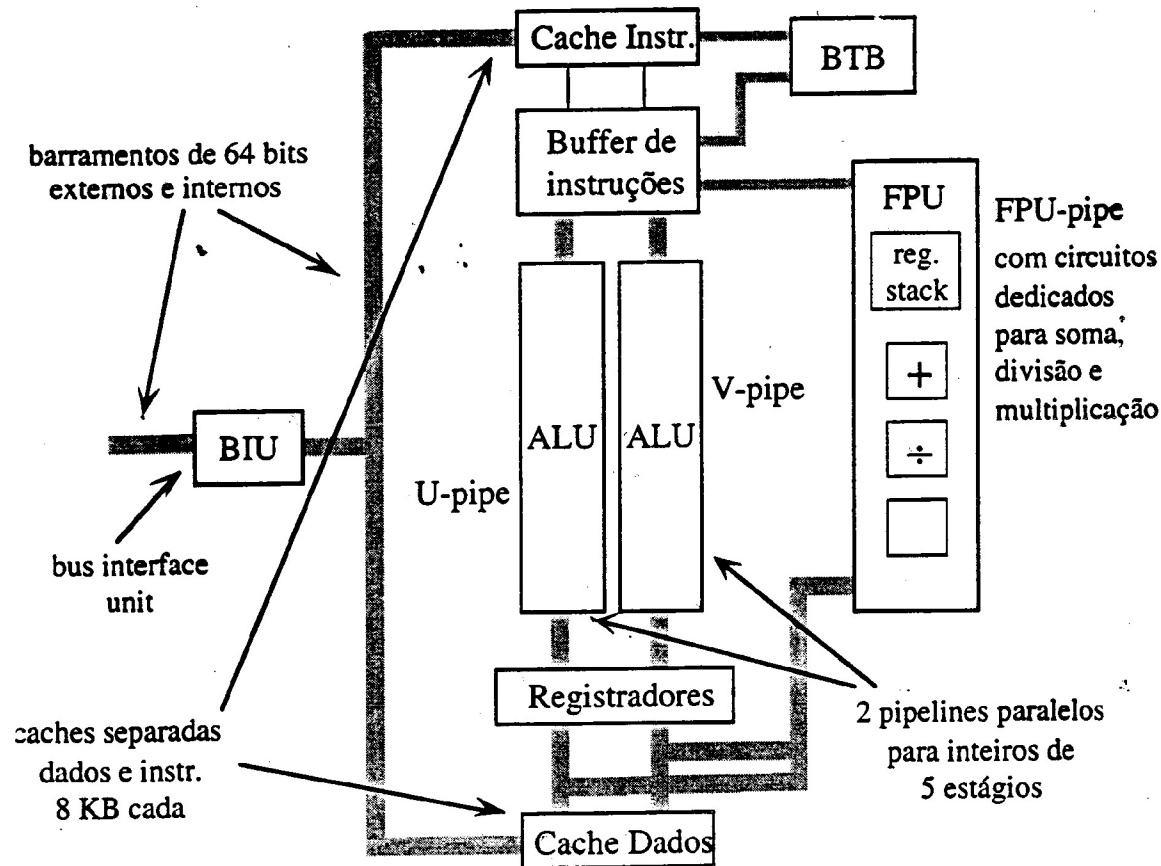 Cache Instr.
BTB
barramentos de 64 bits
externos e internos
Buffer de
instruções
FPU
reg.
stack
+
÷
FPU-pipe
com circuitos
dedicados
para soma,
divisão e
multiplicação
V-pipe
ALU
ALU
BIU
U-pipe
bus interface
unit
Registradores
2 pipelines paralelos
para inteiros de
5 estágios
caches separadas
dados e instr.
8 KB cada
Cache Dados